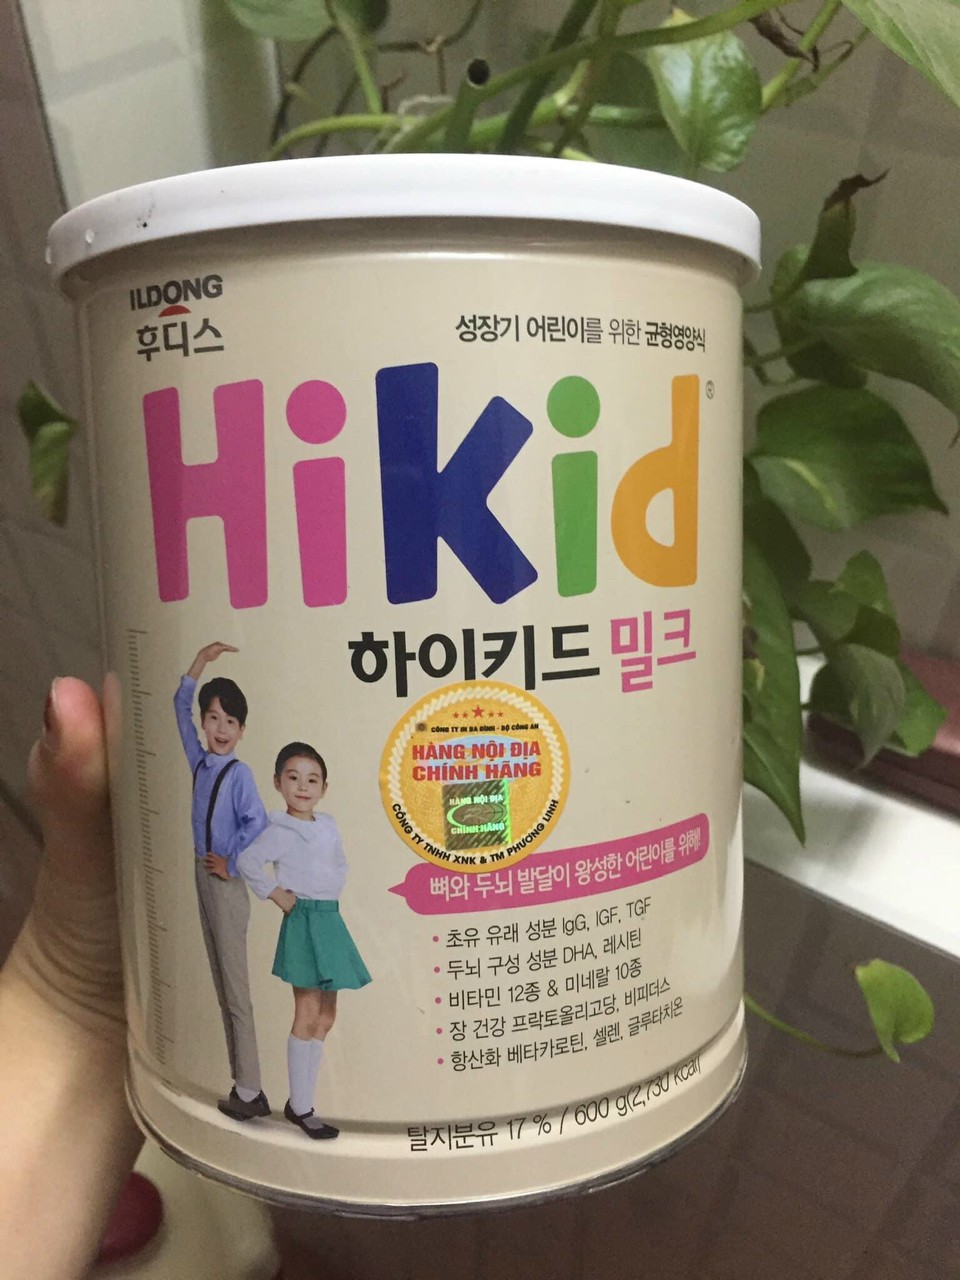 ILDONG
후디스
성장기 어린이를 위한 균형영양식
Hikid®
하이키드 밀크
CÔNG TY IN BA ĐÌNH - BỘ CÔNG AN
HÀNG NỘI ĐỊA
CHÍNH HÃNG
HÀNG NỘI ĐỊA
CHÍNH HÃNG
CÔNG TY TNHH XNK & TM PHƯƠNG LINH
뼈와 두뇌 발달이 왕성한 어린이를 위해!
• 초유 유래 성분 IgG, IGF, TGF
• 두뇌 구성 성분 DHA, 레시틴
• 비타민 12종 & 미네랄 10종
• 장 건강 프락토올리고당, 비피더스
• 항산화 베타카로틴, 셀렌, 글루타치온
탈지분유 17 % / 600 g(2,730 kcal)